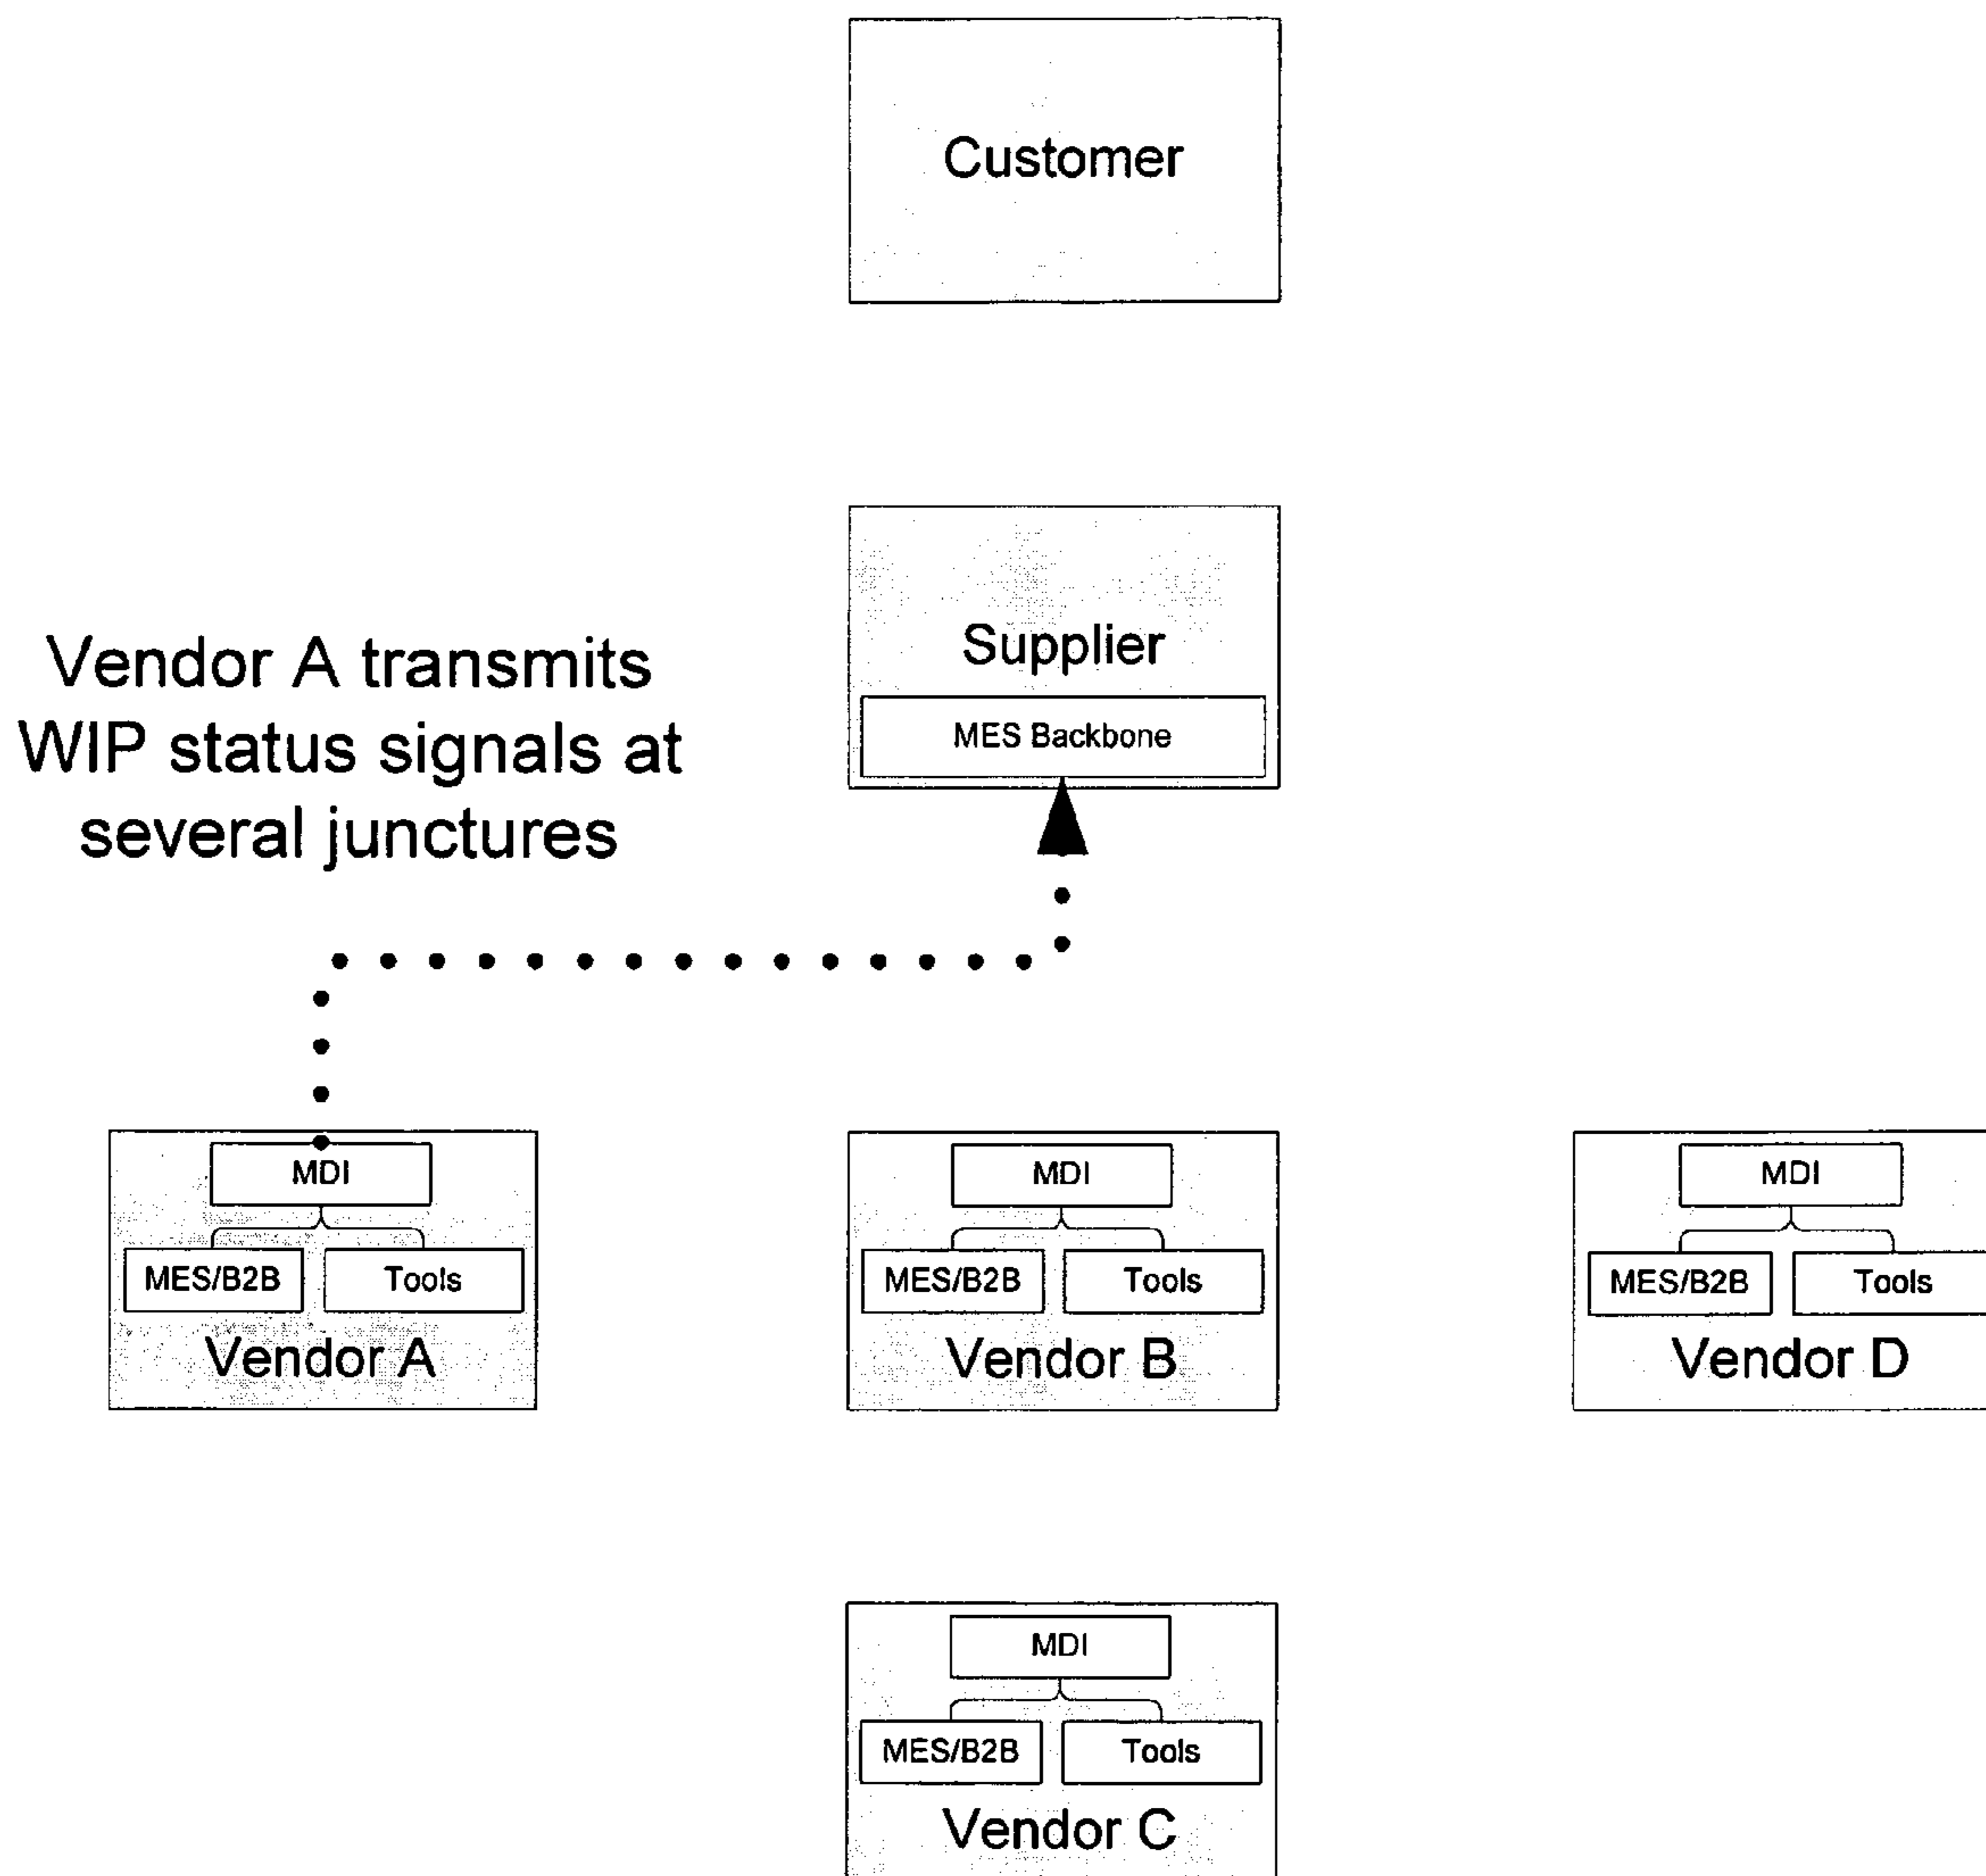 Customer
Supplier
MES Backbone
Vendor A transmits
WIP status signals at
several junctures
MDI
MES/B2B
Tools
Vendor A
MDI
MES/B2B
Tools
Vendor B
MDI
MES/B2B
Tools
Vendor D
MDI
MES/B2B
Tools
Vendor C